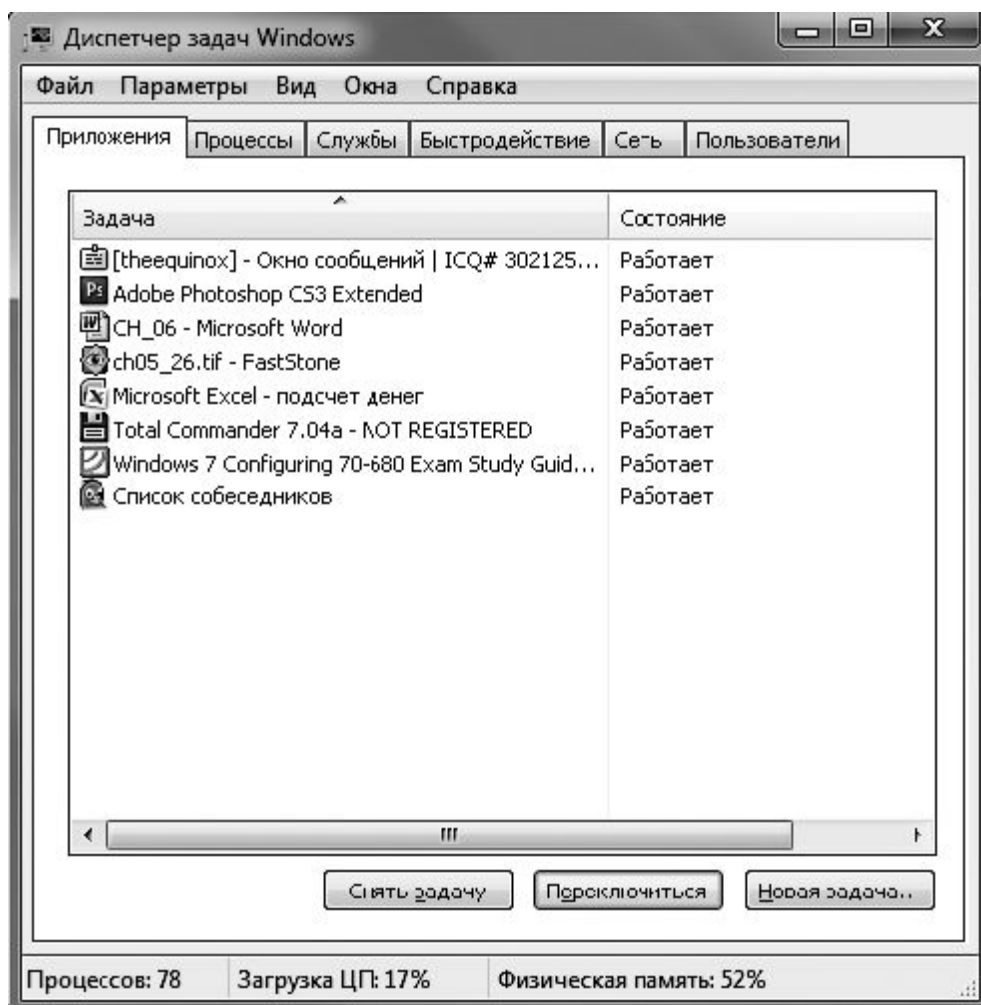 Диспетчер задач Windows
Файл Параметры Вид Окна Справка
Приложения Процессы Службы Быстродействие Сеть Пользователи
Задача Состояние
[theequinox] - Окно сообщений | ICQ# 302125... Работает
Adobe Photoshop CS3 Extended Работает
CH_06 - Microsoft Word Работает
ch05_26.tif - FastStone Работает
Microsoft Excel - подсчет денег Работает
Total Commander 7.04a - NOT REGISTERED Работает
Windows 7 Configuring 70-680 Exam Study Guid... Работает
Список собеседников Работает
Снять задачу Переключиться Новая задача...
Процессов: 78 Загрузка ЦП: 17% Физическая память: 52%